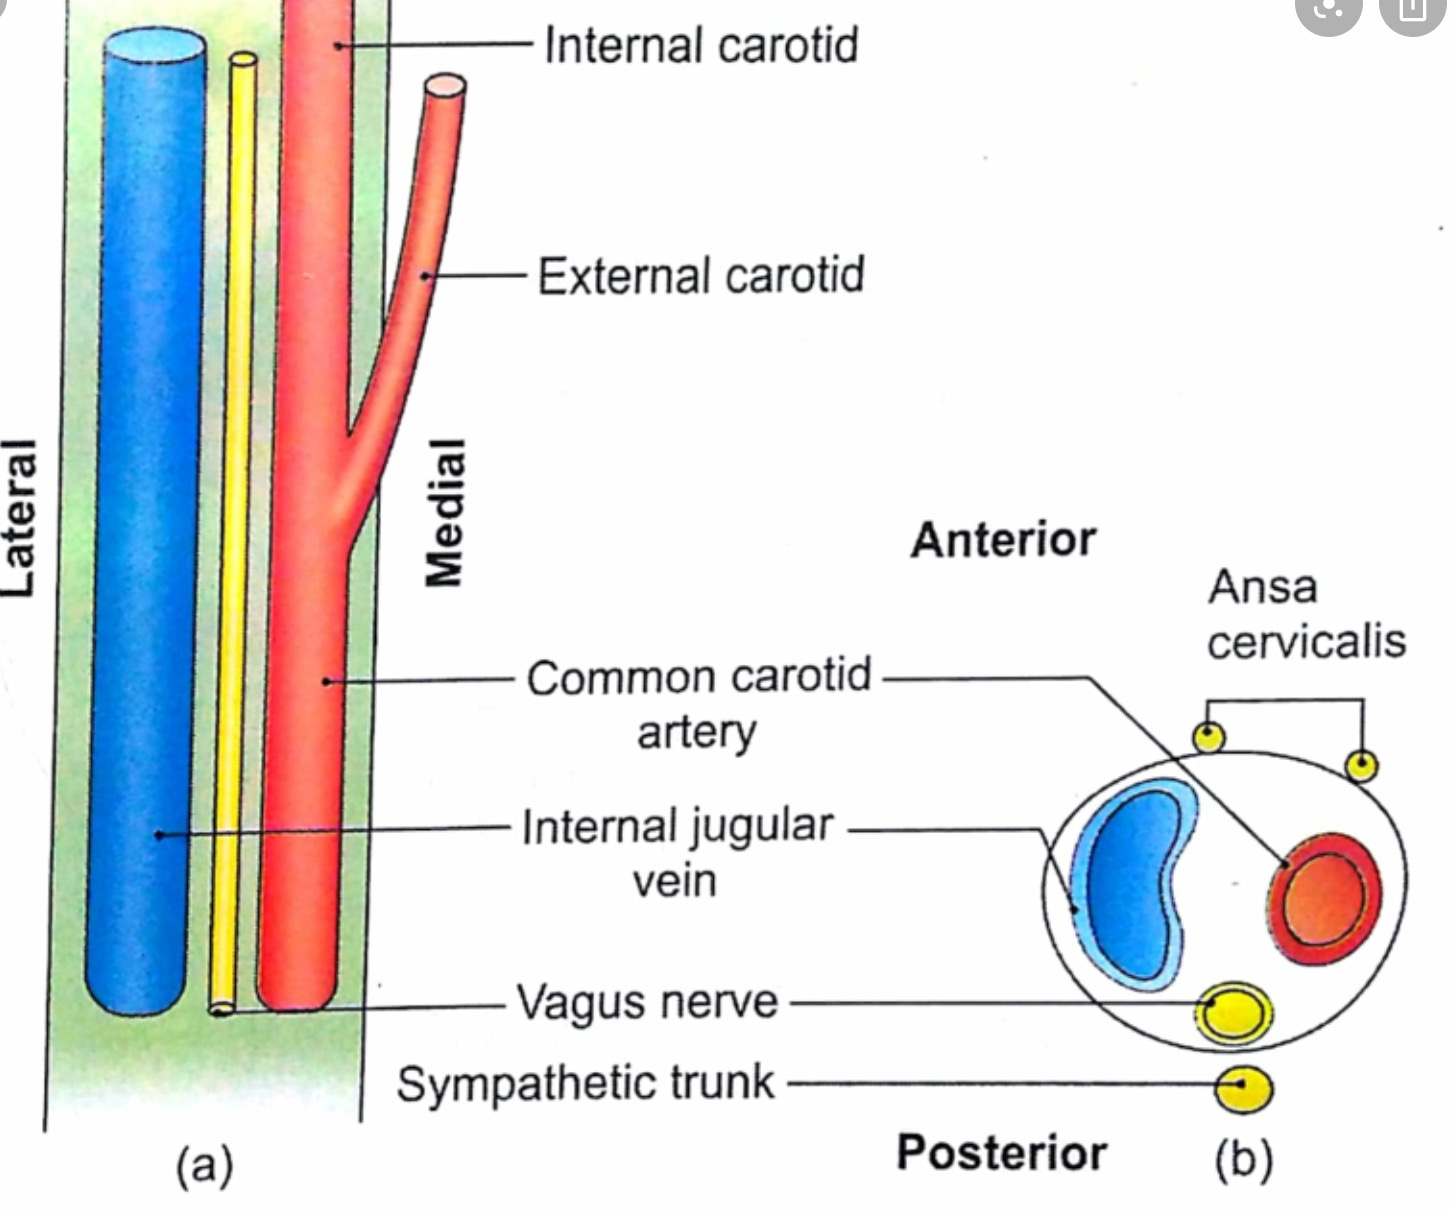 Internal carotid
External carotid
Lateral
Medial
Anterior
Ansa
cervicalis
Common carotid
artery
Internal jugular
vein
Vagus nerve
Sympathetic trunk
Posterior
(a)
(b)